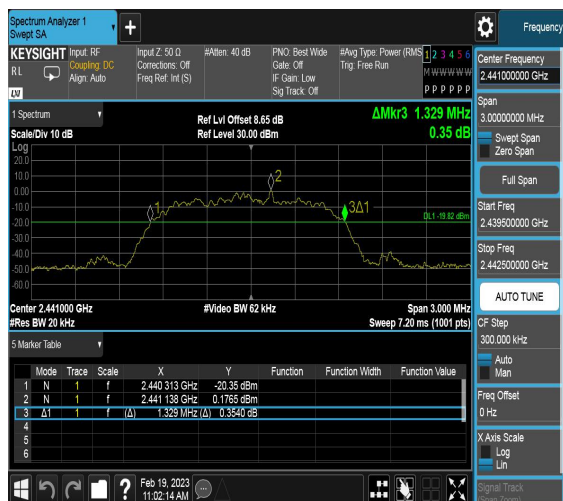 Spectrum Analyzer 1
Swept SA
+
Frequency
KEYSIGHT
RL
Input: RF
Coupling: DC
Align: Auto
Input Z: 50 Ω
Corrections: Off
Freq Ref: Int (S)
#Atten: 40 dB
PNO: Best Wide
Gate: Off
IF Gain: Low
Sig Track: Off
#Avg Type: Power (RMS
Trig: Free Run
1 2 3 4 5 6
M W W W W W
P P P P P P
LXI
1 Spectrum
Scale/Div 10 dB
Ref Lvl Offset 8.65 dB
Ref Level 30.00 dBm
ΔMkr3 1.329 MHz
0.35 dB
Log
20.0
10.0
0.00
-10.0
-20.0
-30.0
-40.0
-50.0
-60.0
1
2
3Δ1
DL1 -19.82 dBm
Center 2.441000 GHz
#Res BW 20 kHz
#Video BW 62 kHz
Span 3.000 MHz
Sweep 7.20 ms (1001 pts)
5 Marker Table
Mode Trace Scale X Y Function Function Width Function Value
1 N 1 f 2.440 313 GHz -20.35 dBm
2 N 1 f 2.441 138 GHz 0.1765 dBm
3 Δ1 1 f (Δ) 1.329 MHz (Δ) 0.3540 dB
4
5
6
Center Frequency
2.441000000 GHz
Span
3.00000000 MHz
Swept Span
Zero Span
Full Span
Start Freq
2.439500000 GHz
Stop Freq
2.442500000 GHz
AUTO TUNE
CF Step
300.000 kHz
Auto
Man
Freq Offset
0 Hz
X Axis Scale
Log
Lin
Signal Track
(Span Zoom)
?
Feb 19, 2023
11:02:14 AM